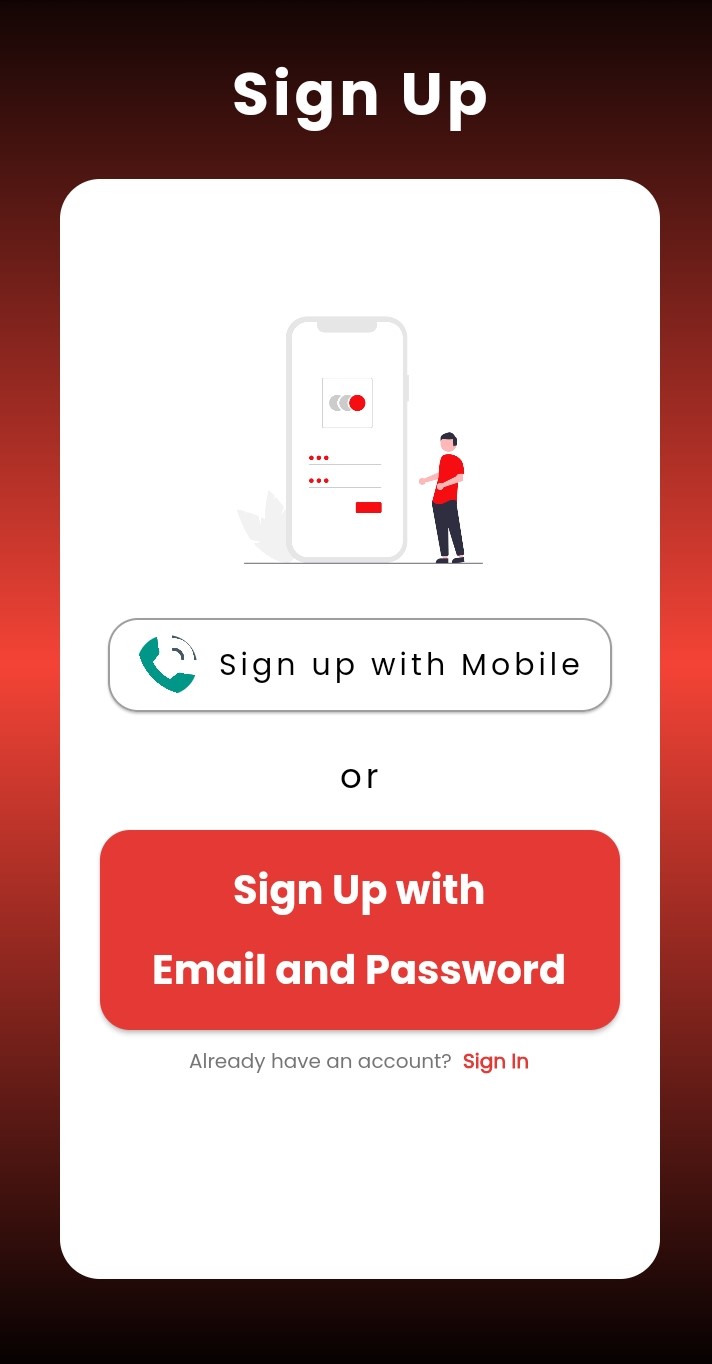 Sign Up
Sign up with Mobile
or
Sign Up with
Email and Password
Already have an account? Sign In